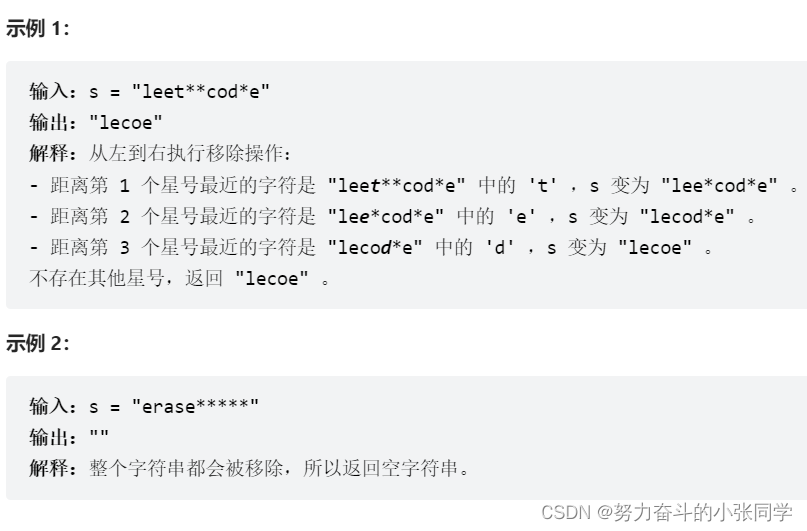 示例 1：
输入：s = "leet**cod*e"
输出："lecoe"
解释：从左到右执行移除操作：
- 距离第 1 个星号最近的字符是 "leet**cod*e" 中的 't' ，s 变为 "lee*cod*e" 。
- 距离第 2 个星号最近的字符是 "lee*cod*e" 中的 'e' ，s 变为 "lecod*e" 。
- 距离第 3 个星号最近的字符是 "lecod*e" 中的 'd' ，s 变为 "lecoe" 。
不存在其他星号，返回 "lecoe" 。
示例 2：
输入：s = "erase*****"
输出：""
解释：整个字符串都会被移除，所以返回空字符串。
CSDN @努力奋斗的小张同学